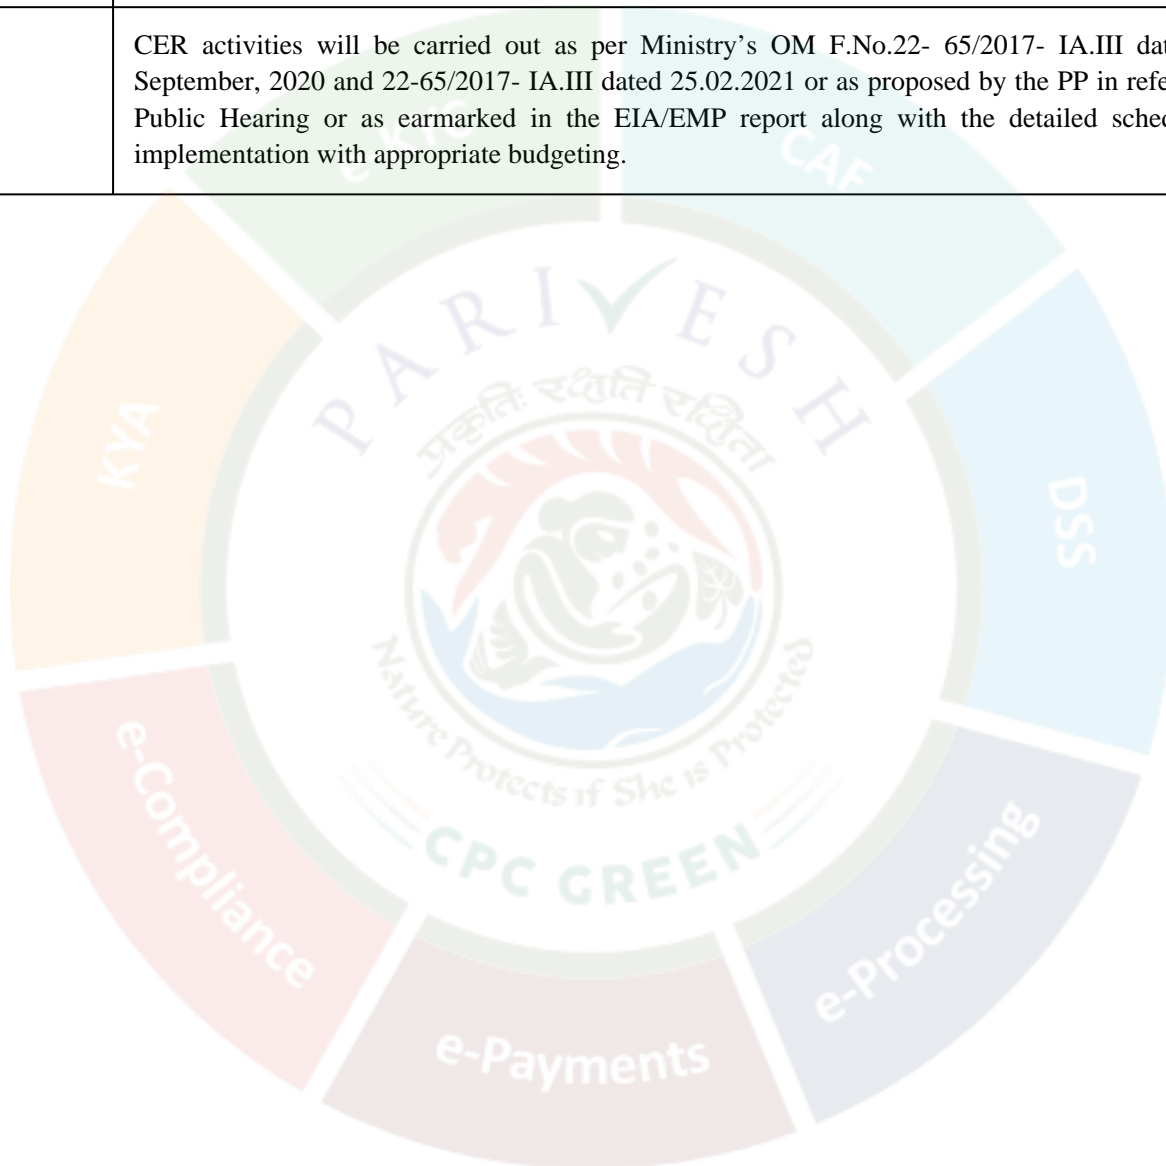 CER activities will be carried out as per Ministry's OM F.No.22- 65/2017- IA.III
September, 2020 and 22-65/2017- IA.III dated 25.02.2021 or as proposed by the PP in
Public Hearing or as earmarked in the EIA/EMP report along with the detailed
implementation with appropriate budgeting.
e-KYC
CAF
KYA
DSS
PARIVESH
प्रकृतिः रक्षति रक्षिता
Nature Protects if She is Protected
CPC GREEN
e-Compliance
e-Processing
e-Payments